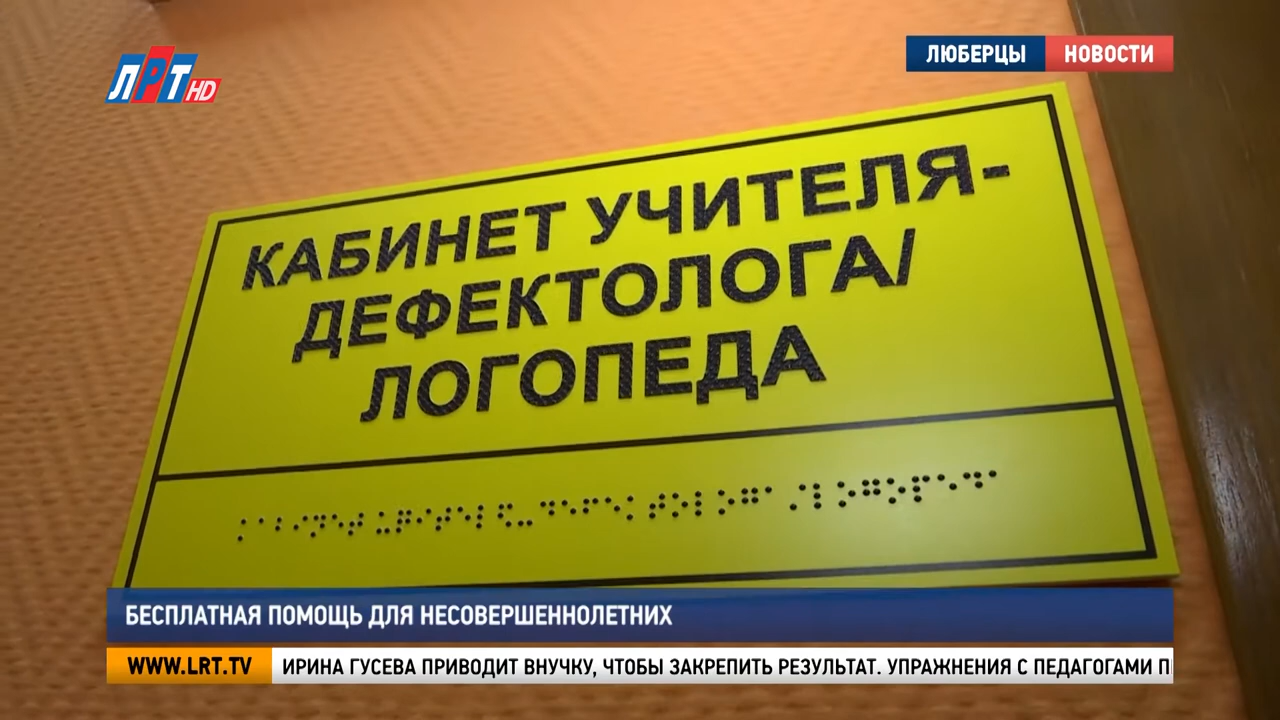 ЛРТ HD
ЛЮБЕРЦЫ НОВОСТИ
КАБИНЕТ УЧИТЕЛЯ-
ДЕФЕКТОЛОГА/
ЛОГОПЕДА
БЕСПЛАТНАЯ ПОМОЩЬ ДЛЯ НЕСОВЕРШЕННОЛЕТНИХ
WWW.LRT.TV ИРИНА ГУСЕВА ПРИВОДИТ ВНУЧКУ, ЧТОБЫ ЗАКРЕПИТЬ РЕЗУЛЬТАТ. УПРАЖНЕНИЯ С ПЕДАГОГАМИ